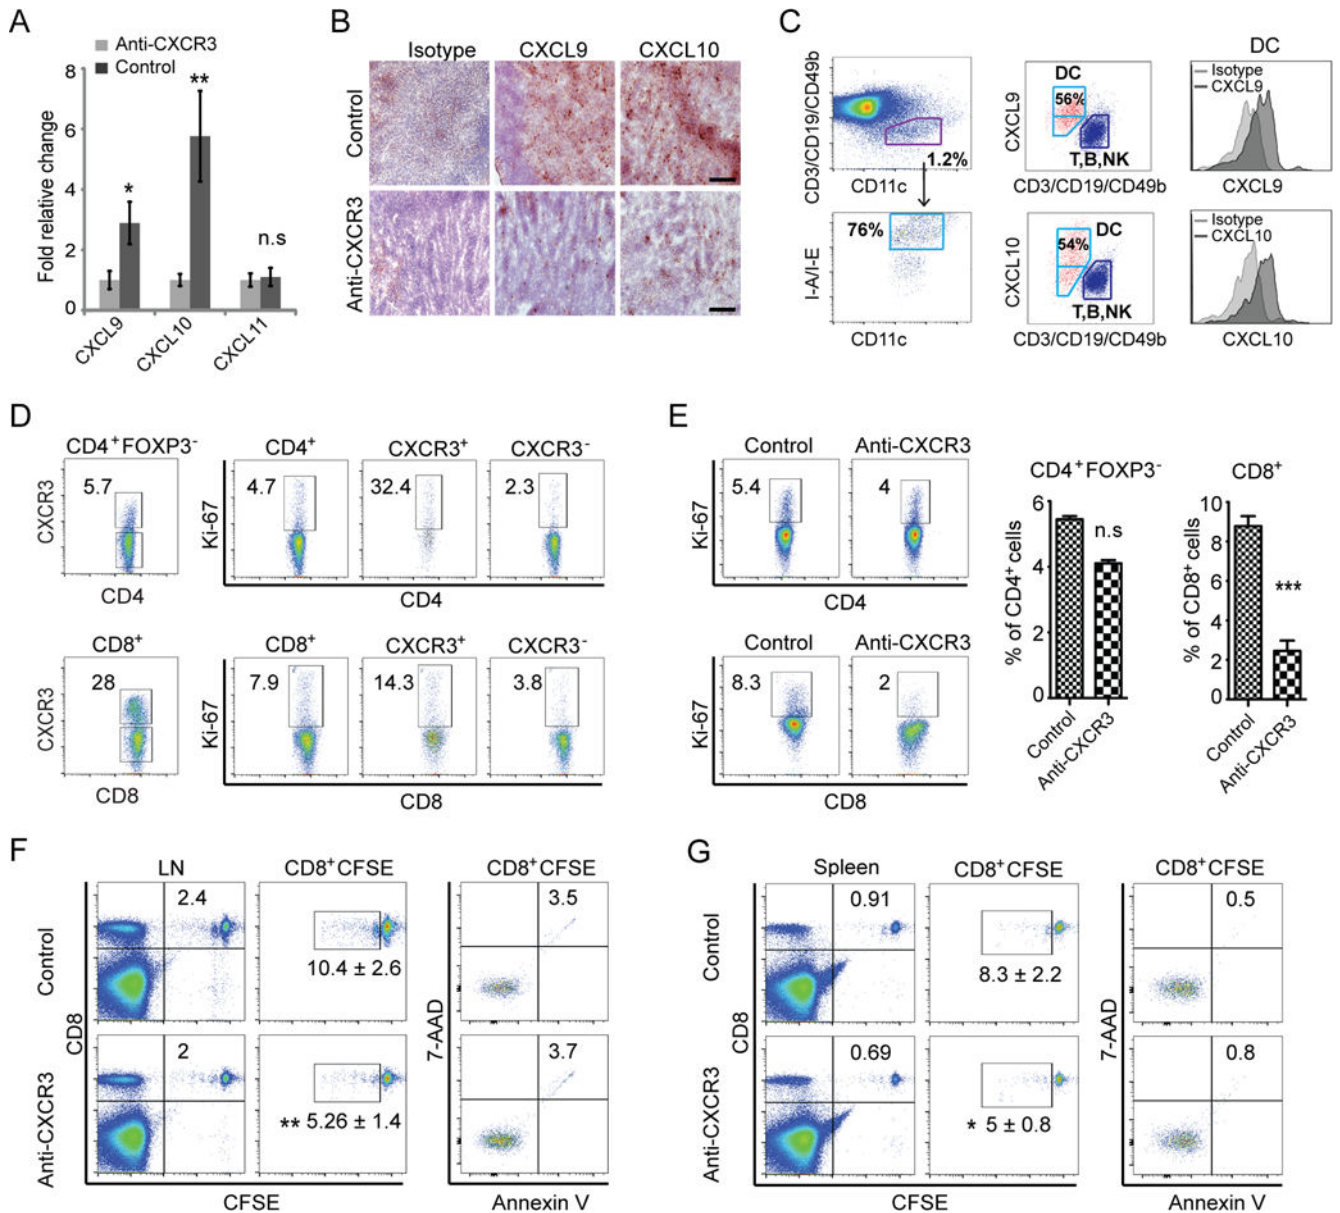 A
Anti-CXCR3
Control
Fold relative change
8
6
4
2
0
*
**
n.s
CXCL9
CXCL10
CXCL11
B
Isotype CXCL9 CXCL10
Control
Anti-CXCR3
C
CD3/CD19/CD49b
1.2%
CD11c
76%
I-A/I-E
CD11c
DC
56%
T,B,NK
CXCL9
CD3/CD19/CD49b
DC
54%
T,B,NK
CXCL10
CD3/CD19/CD49b
DC
Isotype
CXCL9
CXCL9
Isotype
CXCL10
CXCL10
D
CD4⁺FOXP3⁻ CD4⁺ CXCR3⁺ CXCR3⁻
CXCR3
5.7
CD4
Ki-67
4.7 32.4 2.3
CD4
CD8⁺ CD8⁺ CXCR3⁺ CXCR3⁻
CXCR3
28
CD8
Ki-67
7.9 14.3 3.8
CD8
E
Control Anti-CXCR3
Ki-67
5.4 4
CD4
Control Anti-CXCR3
Ki-67
8.3 2
CD8
CD4⁺FOXP3⁻
% of CD4⁺ cells
6
4
2
0
n.s
Control
Anti-CXCR3
CD8⁺
% of CD8⁺ cells
10
8
6
4
2
0
***
Control
Anti-CXCR3
F
LN CD8⁺CFSE CD8⁺CFSE
Control
2.4
10.4 ± 2.6
3.5
CD8
7-AAD
Anti-CXCR3
2
** 5.26 ± 1.4
3.7
CFSE Annexin V
G
Spleen CD8⁺CFSE CD8⁺CFSE
Control
0.91
8.3 ± 2.2
0.5
CD8
7-AAD
Anti-CXCR3
0.69
* 5 ± 0.8
0.8
CFSE Annexin V